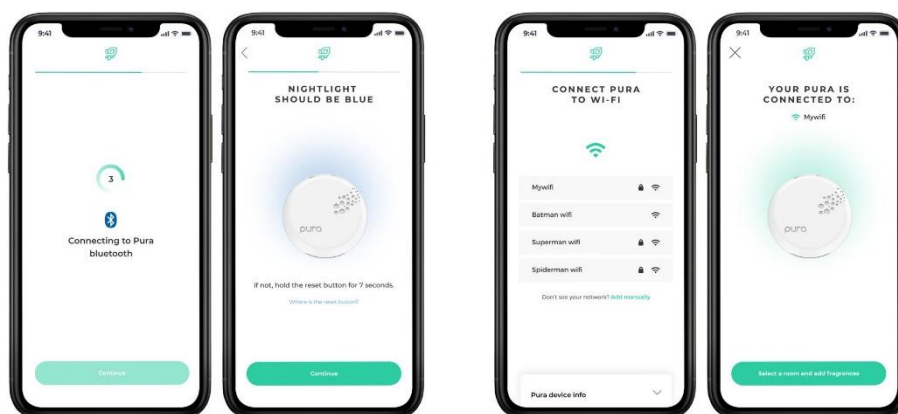 9:41
3
Connecting to Pura
bluetooth
Continue
9:41
NIGHTLIGHT
SHOULD BE BLUE
pura
If not, hold the reset button for 7 seconds.
Where is the reset button?
Continue
9:41
CONNECT PURA
TO WI-FI
Mywifi
Batman wifi
Superman wifi
Spiderman wifi
Don't see your network? Add manually
Pura device info
9:41
YOUR PURA IS
CONNECTED TO:
Mywifi
pura
Select a room and add fragrances